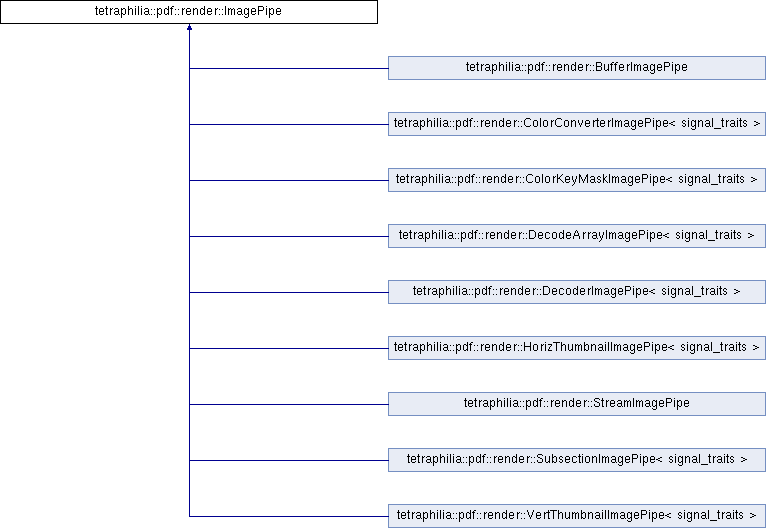 tetraphilia::pdf::render::ImagePipe
tetraphilia::pdf::render::BufferImagePipe
tetraphilia::pdf::render::ColorConverterImagePipe< signal_traits >
tetraphilia::pdf::render::ColorKeyMaskImagePipe< signal_traits >
tetraphilia::pdf::render::DecodeArrayImagePipe< signal_traits >
tetraphilia::pdf::render::DecoderImagePipe< signal_traits >
tetraphilia::pdf::render::HorizThumbnailImagePipe< signal_traits >
tetraphilia::pdf::render::StreamImagePipe
tetraphilia::pdf::render::SubsectionImagePipe< signal_traits >
tetraphilia::pdf::render::VertThumbnailImagePipe< signal_traits >